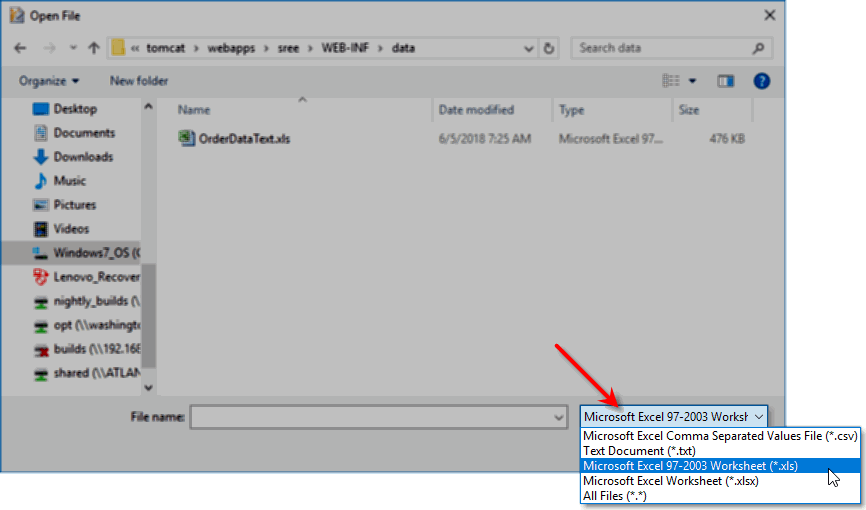 Open File
« tomcat › webapps › sree › WEB-INF › data
Search data
Organize
New folder
Name
Date modified
Type
Size
OrderDataText.xls
6/5/2018 7:25 AM
Microsoft Excel 97...
476 KB
Desktop
Documents
Downloads
Music
Pictures
Videos
Windows7_OS (
Lenovo_Recover
nightly_builds (\
opt (\\washingto
builds (\\192.168
shared (\\ATLAN
File name:
Microsoft Excel 97-2003 Worksh
Microsoft Excel Comma Separated Values File (*.csv)
Text Document (*.txt)
Microsoft Excel 97-2003 Worksheet (*.xls)
Microsoft Excel Worksheet (*.xlsx)
All Files (*.*)